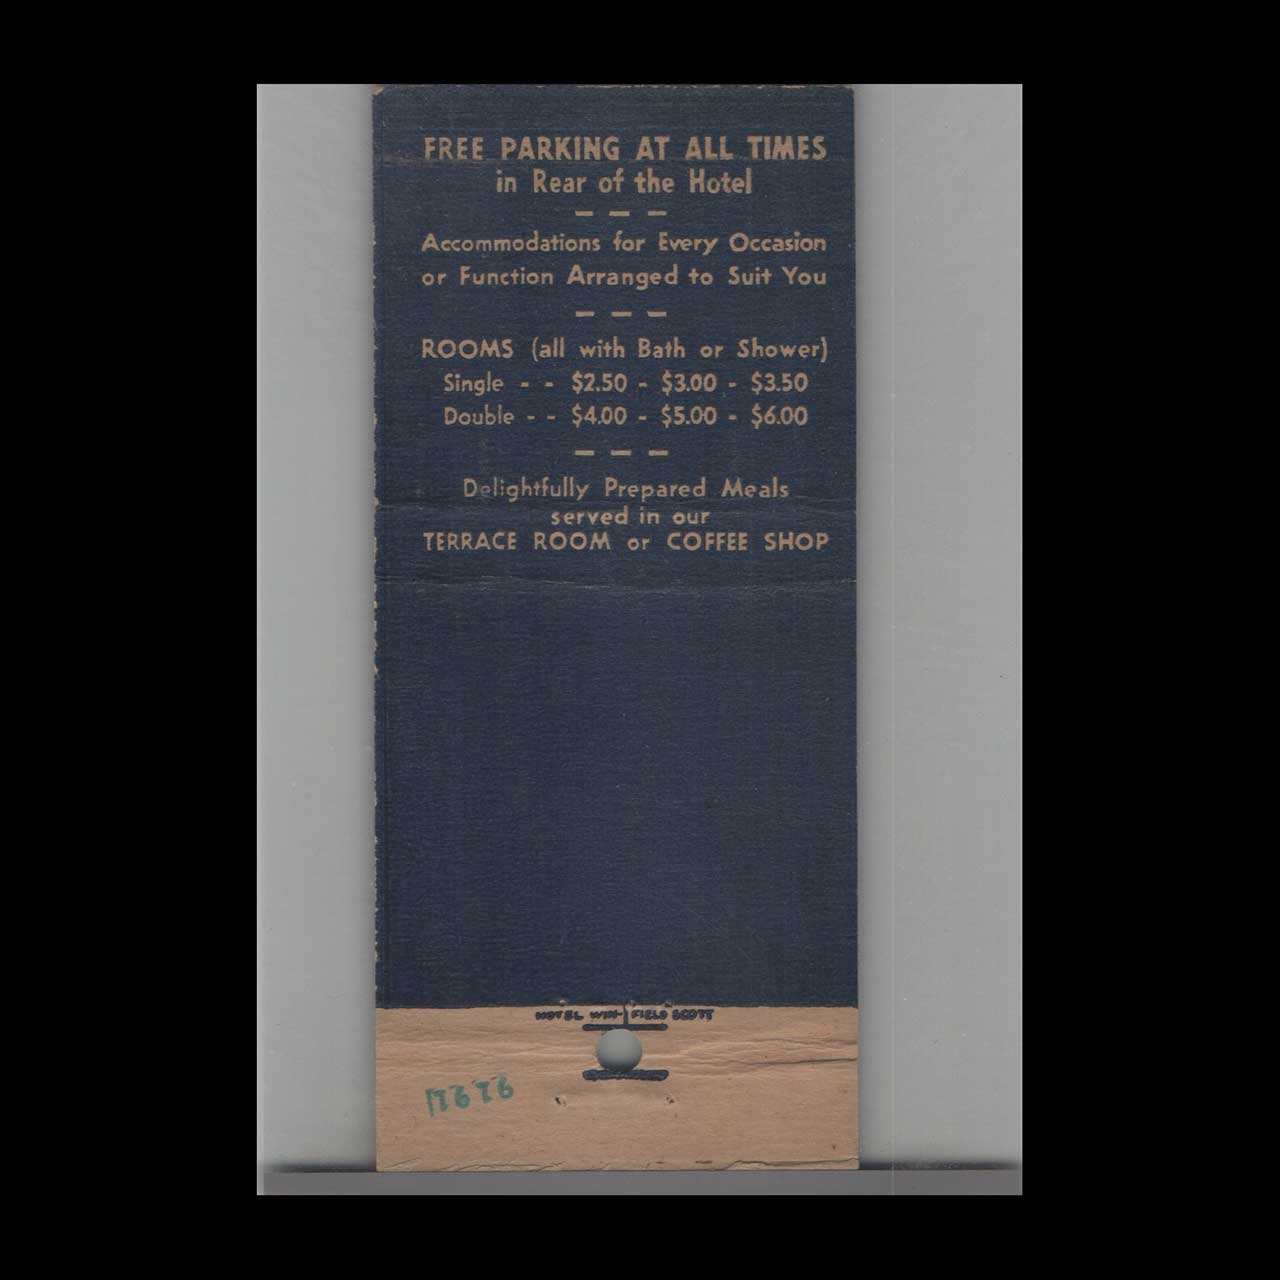 FREE PARKING AT ALL TIMES
in Rear of the Hotel
- - -
Accommodations for Every Occasion
or Function Arranged to Suit You
- - -
ROOMS (all with Bath or Shower)
Single - - $2.50 - $3.00 - $3.50
Double - - $4.00 - $5.00 - $6.00
- - -
Delightfully Prepared Meals
served in our
TERRACE ROOM or COFFEE SHOP
HOTEL WINFIELD SCOTT